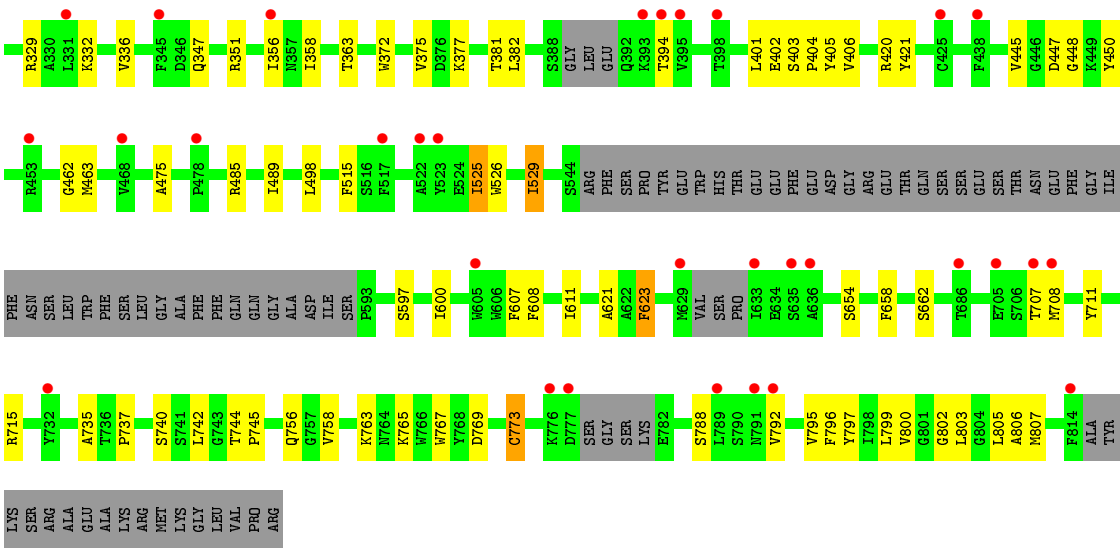 R329 A330 L331 K332 V336 F345 D346 Q347 R351 I356 N357 I358 T363 W372 V375 D376 K377 T381 L382 S388 GLY LEU GLU Q392 K393 T394 V395 T398 L401 E402 S403 P404 Y405 V406 R420 Y421 C425 F438 V445 G446 D447 G448 K449 Y450
R453 G462 M463 V468 A475 P478 R485 I489 L498 F515 S516 F517 A522 Y523 E524 I525 W526 I529 S544 ARG PHE SER PRO TYR GLU TRP HIS THR GLU GLU PHE GLU ASP GLY ARG GLU THR GLN SER SER GLU SER THR ASN GLU PHE GLY ILE
PHE ASN SER LEU TRP PHE SER LEU GLY ALA PHE PHE GLN GLN GLY ALA ASP ILE SER P593 S597 I600 W605 W606 F607 F608 I611 A621 A622 F623 M629 VAL SER PRO I633 E634 S635 A636 S654 F658 S662 T686 E705 S706 T707 M708 Y711
R715 Y732 A735 T736 P737 S740 S741 L742 G743 T744 P745 Q756 G757 V758 K763 N764 K765 W766 W767 Y768 D769 C773 K776 D777 SER GLY SER LYS E782 S788 L789 S790 N791 V792 V795 F796 Y797 I798 L799 V800 G801 G802 L803 G804 L805 A806 M807 F814 ALA TYR
LYS SER ARG ALA GLU ALA LYS ARG MET LYS GLY LEU VAL PRO ARG